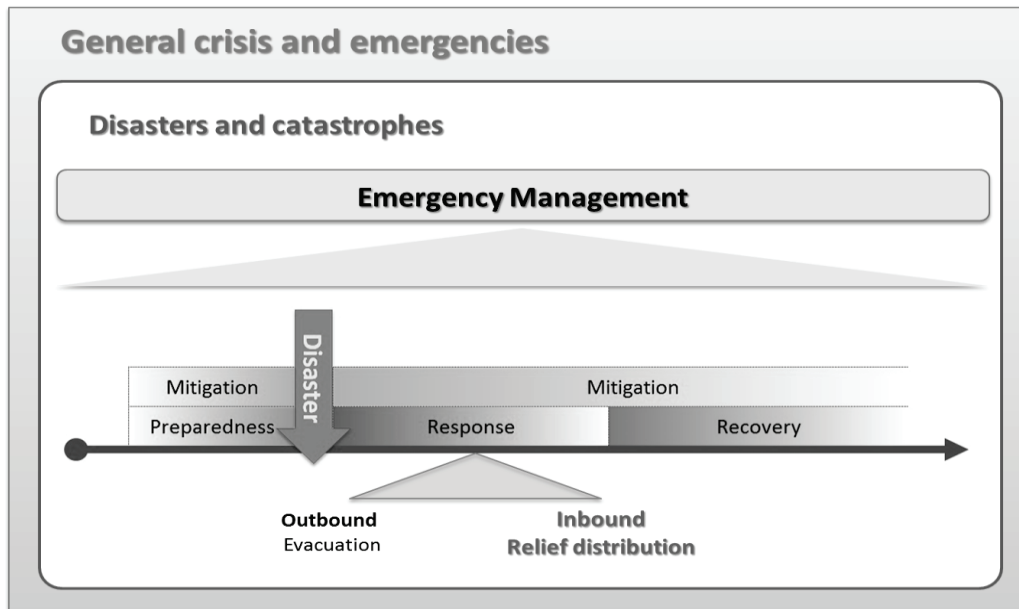 General crisis and emergencies
Disasters and catastrophes
Emergency Management
Disaster
Mitigation
Mitigation
Preparedness
Response
Recovery
Outbound
Evacuation
Inbound
Relief distribution